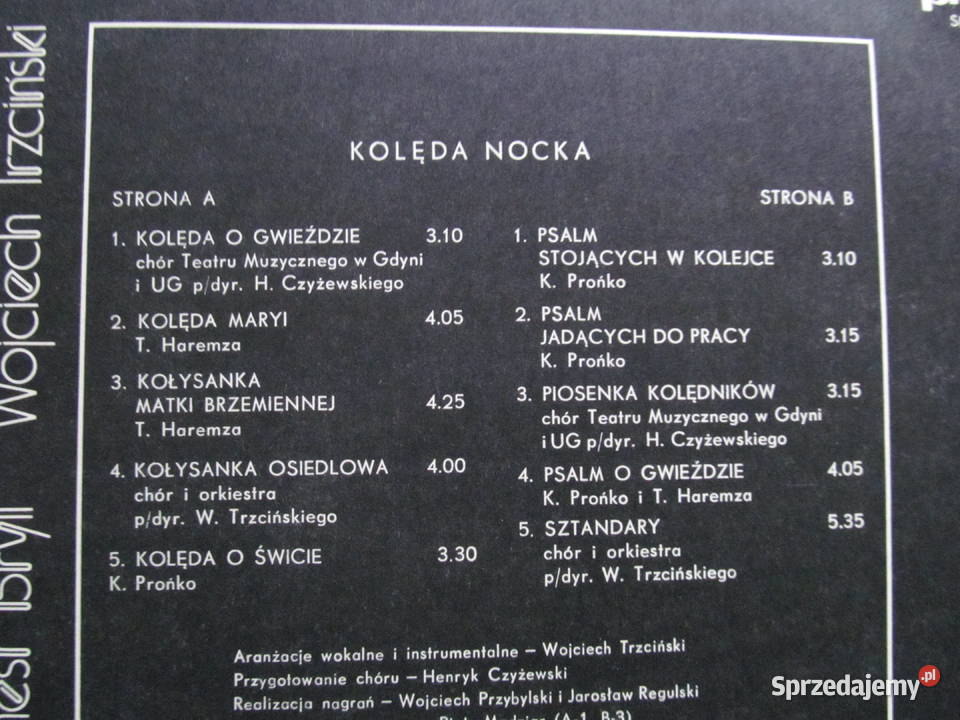 Wojciech Trzciński
KOLĘDA NOCKA
STRONA A
1. KOLĘDA O GWIEŹDZIE 3.10
chór Teatru Muzycznego w Gdyni
i UG p/dyr. H. Czyżewskiego
2. KOLĘDA MARYI 4.05
T. Haremza
3. KOŁYSANKA
MATKI BRZEMIENNEJ 4.25
T. Haremza
4. KOŁYSANKA OSIEDLOWA 4.00
chór i orkiestra
p/dyr. W. Trzcińskiego
5. KOLĘDA O ŚWICIE 3.30
K. Prońko
STRONA B
1. PSALM
STOJĄCYCH W KOLEJCE 3.10
K. Prońko
2. PSALM
JADĄCYCH DO PRACY 3.15
K. Prońko
3. PIOSENKA KOLĘDNIKÓW 3.15
chór Teatru Muzycznego w Gdyni
i UG p/dyr. H. Czyżewskiego
4. PSALM O GWIEŹDZIE 4.05
K. Prońko i T. Haremza
5. SZTANDARY 5.35
chór i orkiestra
p/dyr. W. Trzcińskiego
Aranżacje wokalne i instrumentalne – Wojciech Trzciński
Przygotowanie chóru – Henryk Czyżewski
Realizacja nagrań – Wojciech Przybylski i Jarosław Regulski
(A-1, B-3)
Sprzedajemy.pl